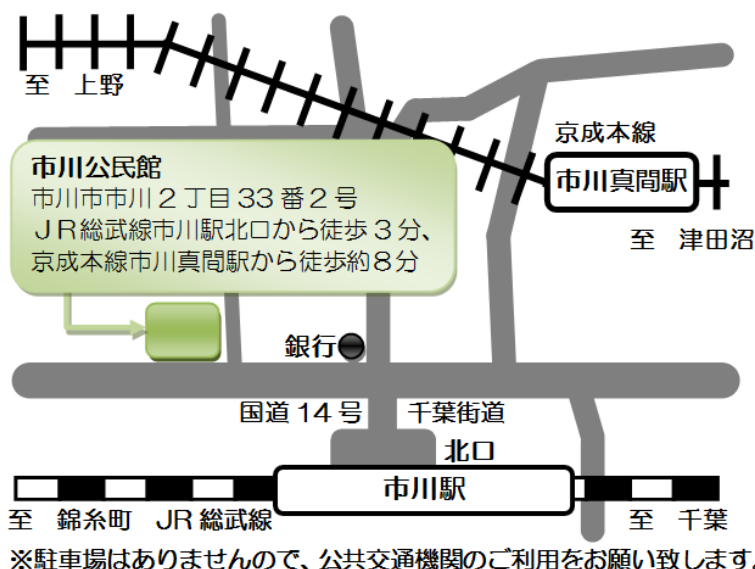 至 上野
京成本線
市川真間駅
至 津田沼
市川公民館
市川市市川２丁目33番２号
ＪＲ総武線市川駅北口から徒歩３分、
京成本線市川真間駅から徒歩約８分
銀行
国道14号 千葉街道
北口
市川駅
至 錦糸町 JR総武線
至 千葉
※駐車場はありませんので、公共交通機関のご利用をお願い致します。